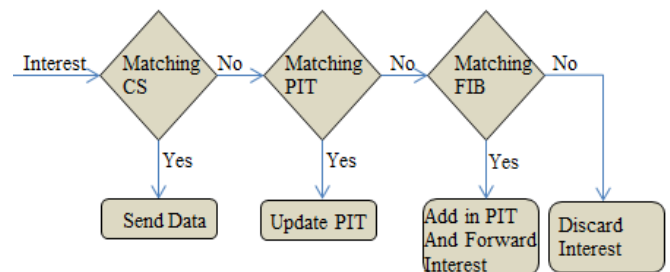 Interest
Matching
CS
No
Matching
PIT
No
Matching
FIB
No
Yes
Yes
Yes
Send Data
Update PIT
Add in PIT
And Forward
Interest
Discard
Interest